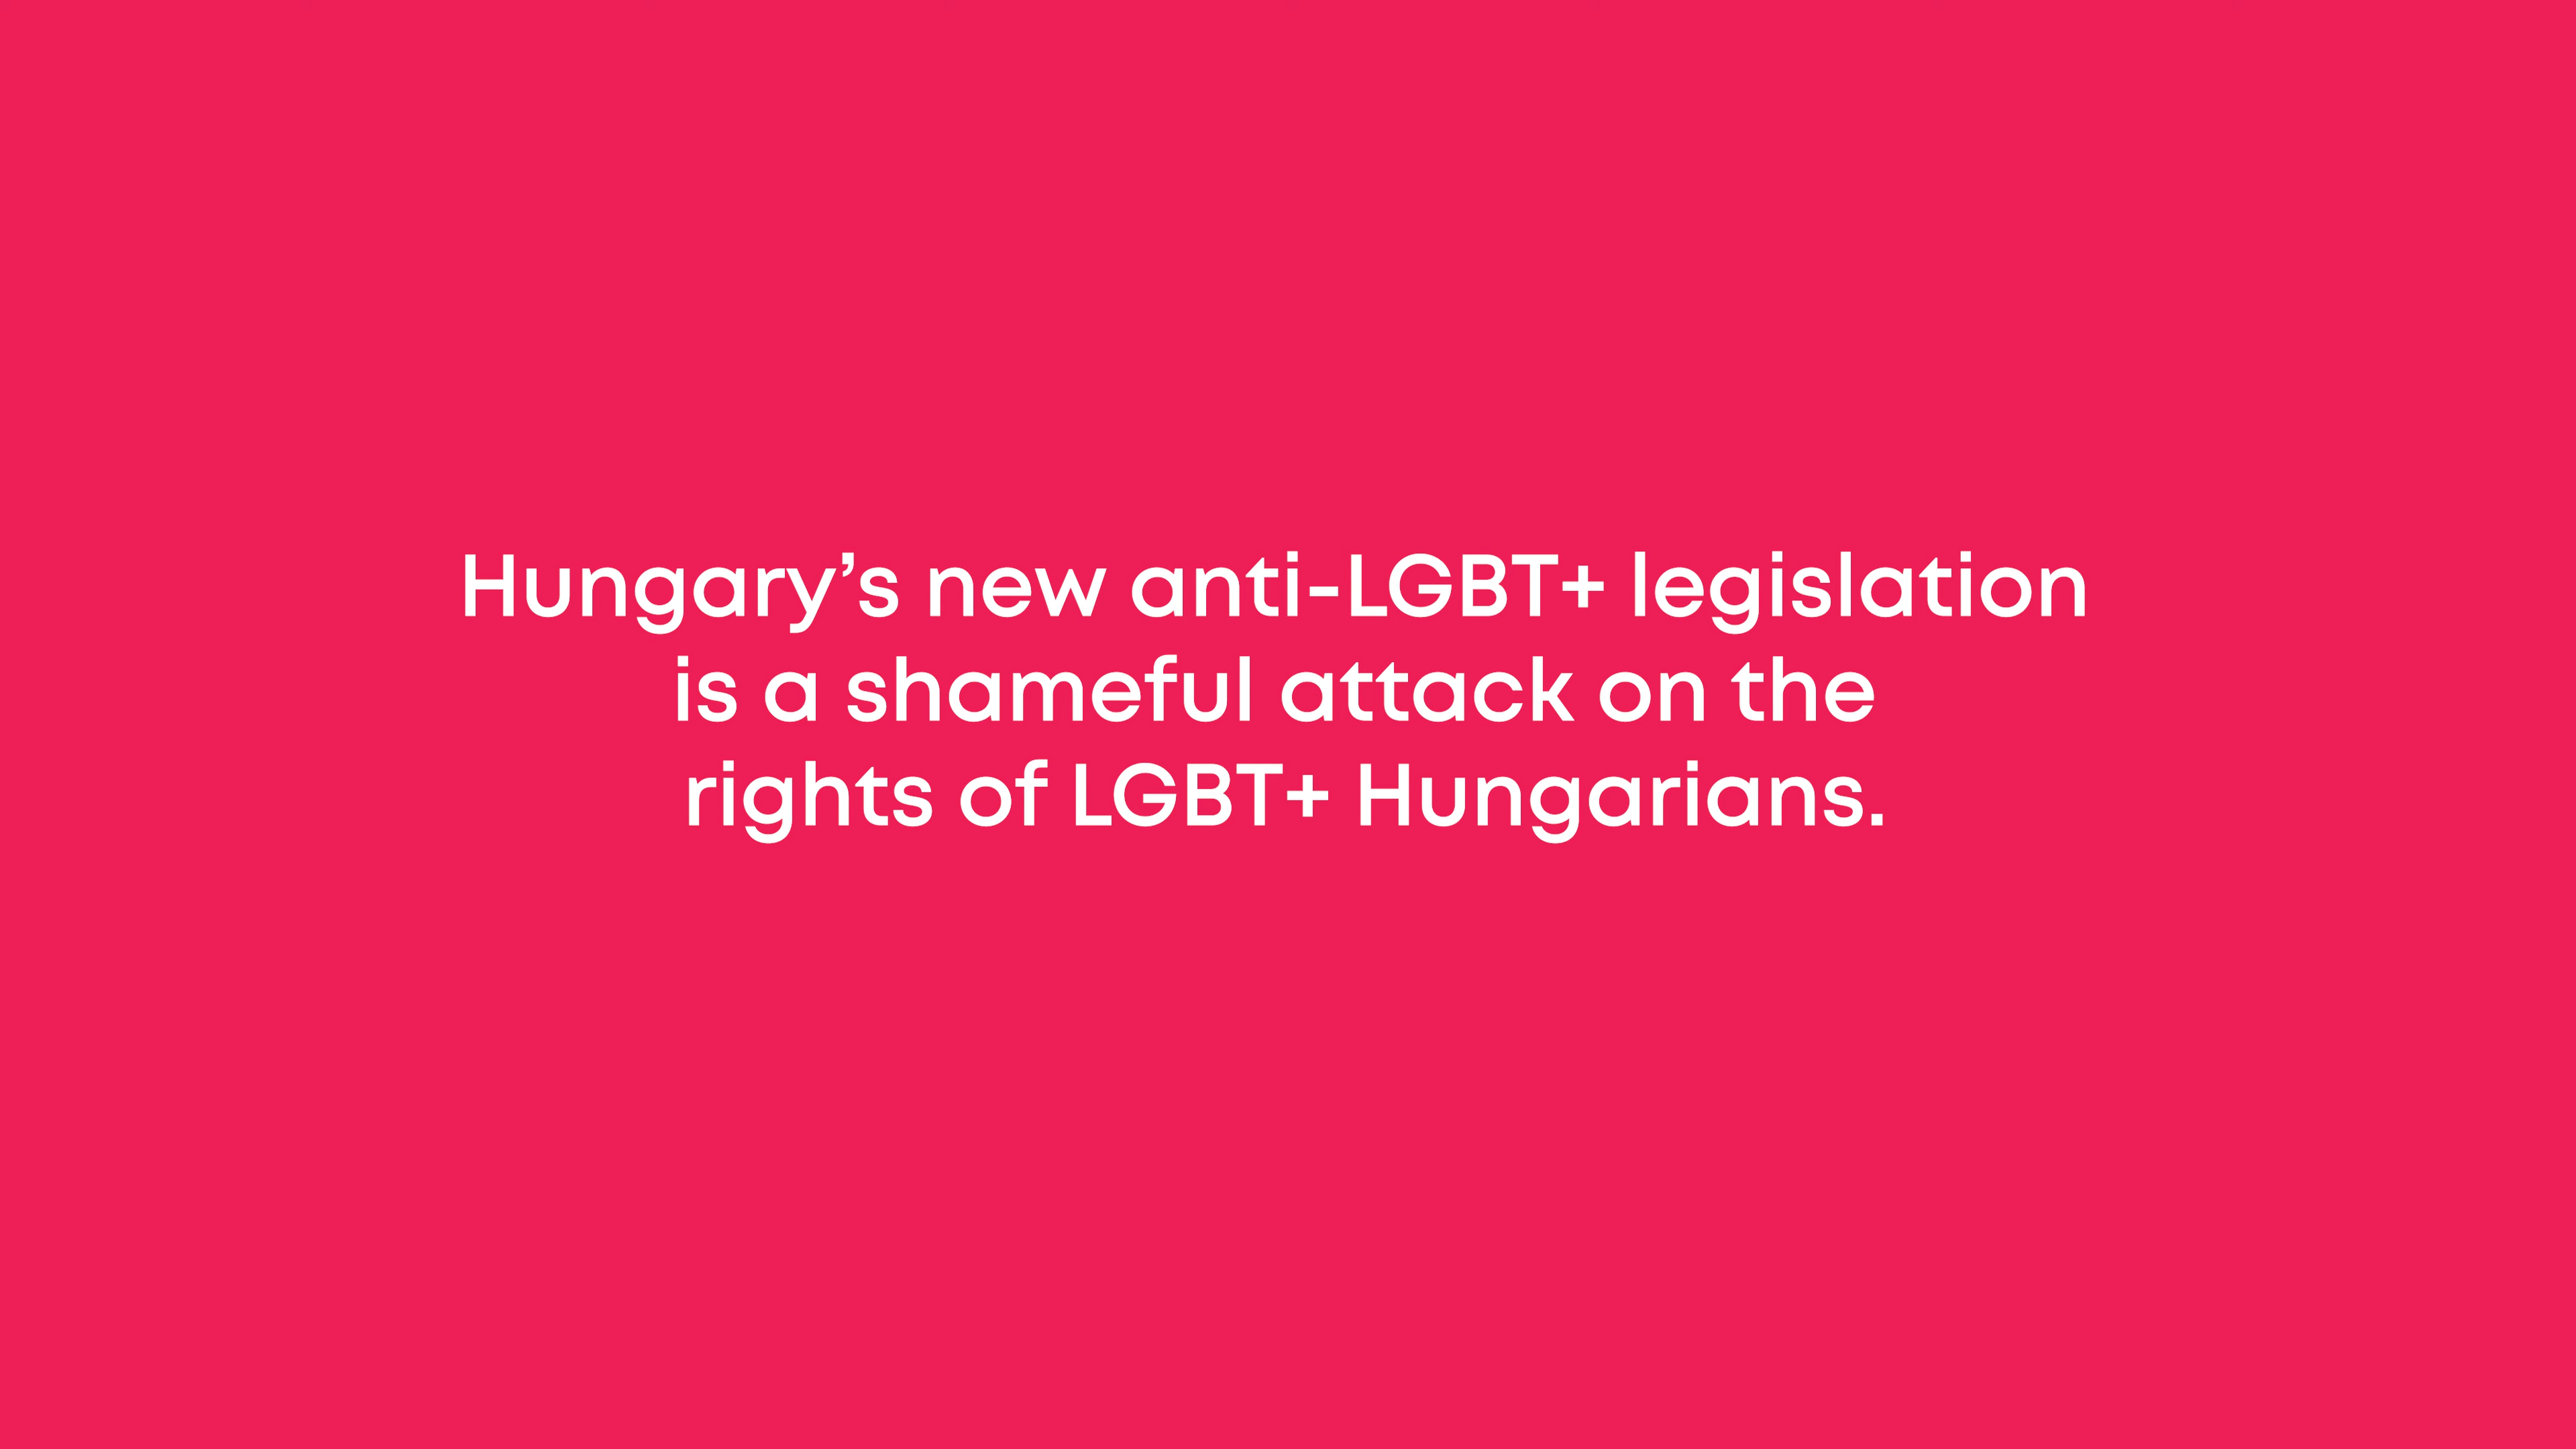 Hungary’s new anti-LGBT+ legislation
is a shameful attack on the
rights of LGBT+ Hungarians.